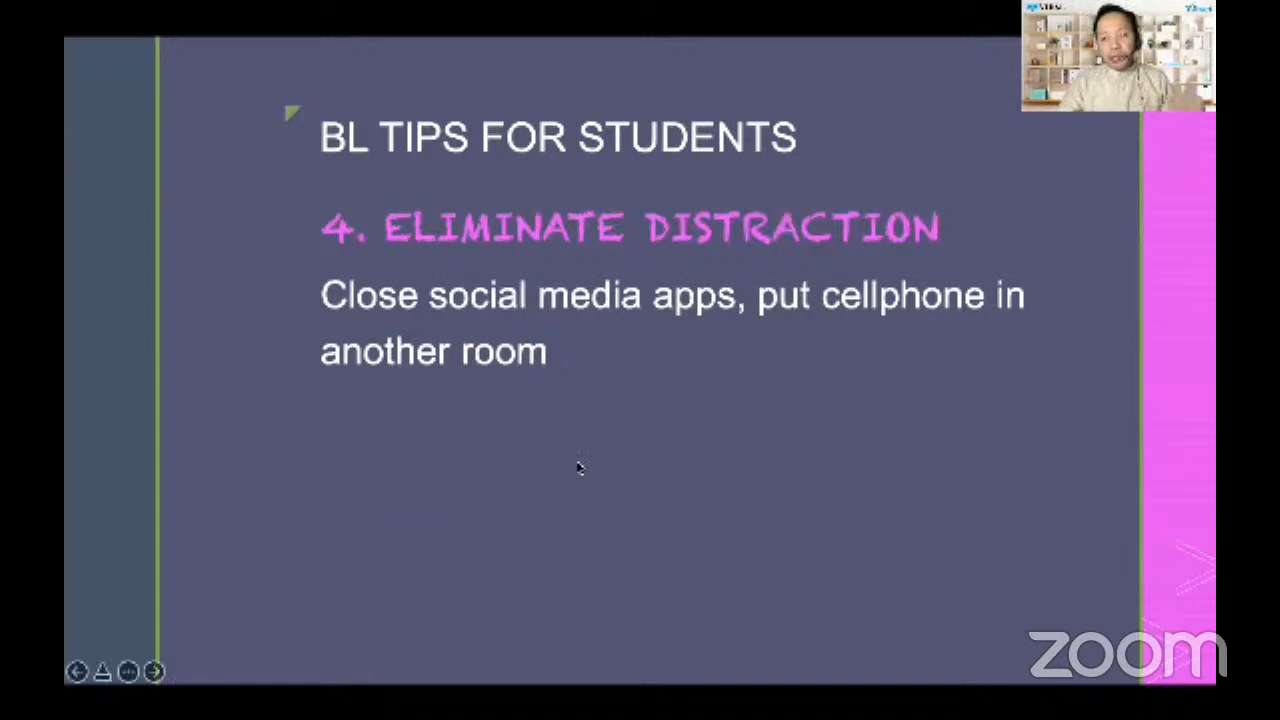 BL TIPS FOR STUDENTS
4. ELIMINATE DISTRACTION
Close social media apps, put cellphone in
another room
zoom